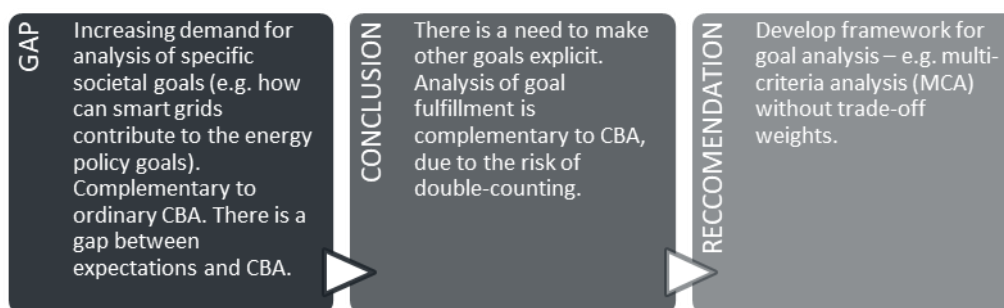 GAP
Increasing demand for
analysis of specific
societal goals (e.g. how
can smart grids
contribute to the energy
policy goals).
Complementary to
ordinary CBA. There is a
gap between
expectations and CBA.
CONCLUSION
There is a need to make
other goals explicit.
Analysis of goal
fulfillment is
complementary to CBA,
due to the risk of
double-counting.
RECCOMENDATION
Develop framework for
goal analysis – e.g. multi-
criteria analysis (MCA)
without trade-off
weights.